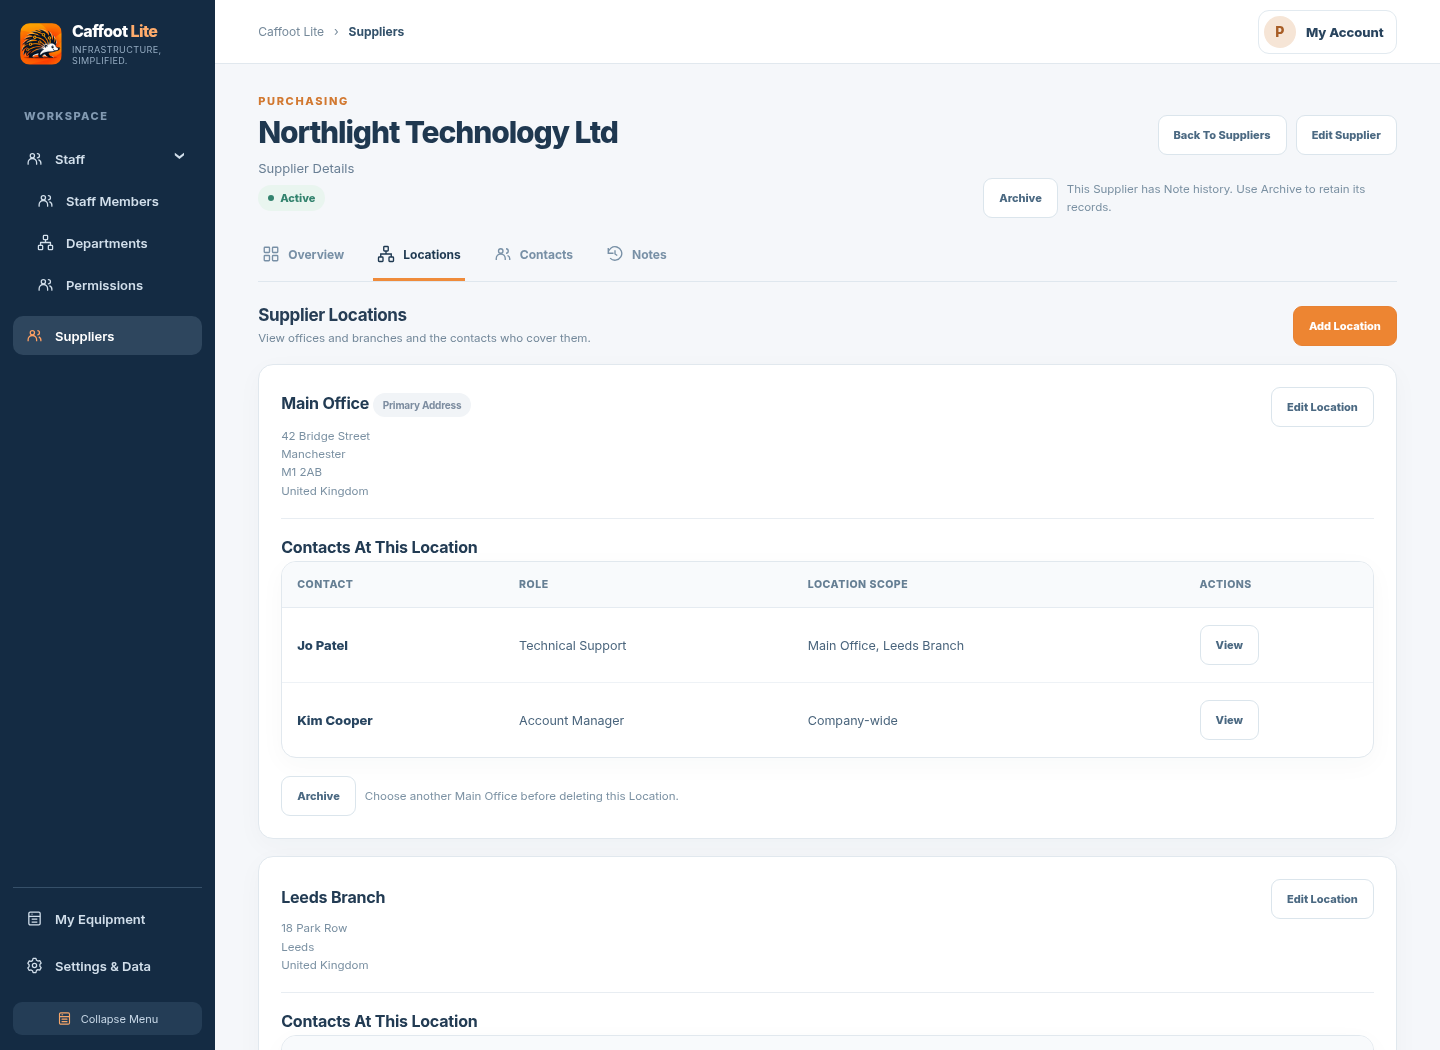 Caffoot Lite
INFRASTRUCTURE,
SIMPLIFIED.
WORKSPACE
Staff
Staff Members
Departments
Permissions
Suppliers
My Equipment
Settings & Data
Collapse Menu
Caffoot Lite › Suppliers
P My Account
PURCHASING
Northlight Technology Ltd
Supplier Details
Active
Back To Suppliers
Edit Supplier
Archive
This Supplier has Note history. Use Archive to retain its
records.
Overview
Locations
Contacts
Notes
Supplier Locations
View offices and branches and the contacts who cover them.
Add Location
Main Office Primary Address
Edit Location
42 Bridge Street
Manchester
M1 2AB
United Kingdom
Contacts At This Location
CONTACT ROLE LOCATION SCOPE ACTIONS
Jo Patel Technical Support Main Office, Leeds Branch View
Kim Cooper Account Manager Company-wide View
Archive Choose another Main Office before deleting this Location.
Leeds Branch
Edit Location
18 Park Row
Leeds
United Kingdom
Contacts At This Location